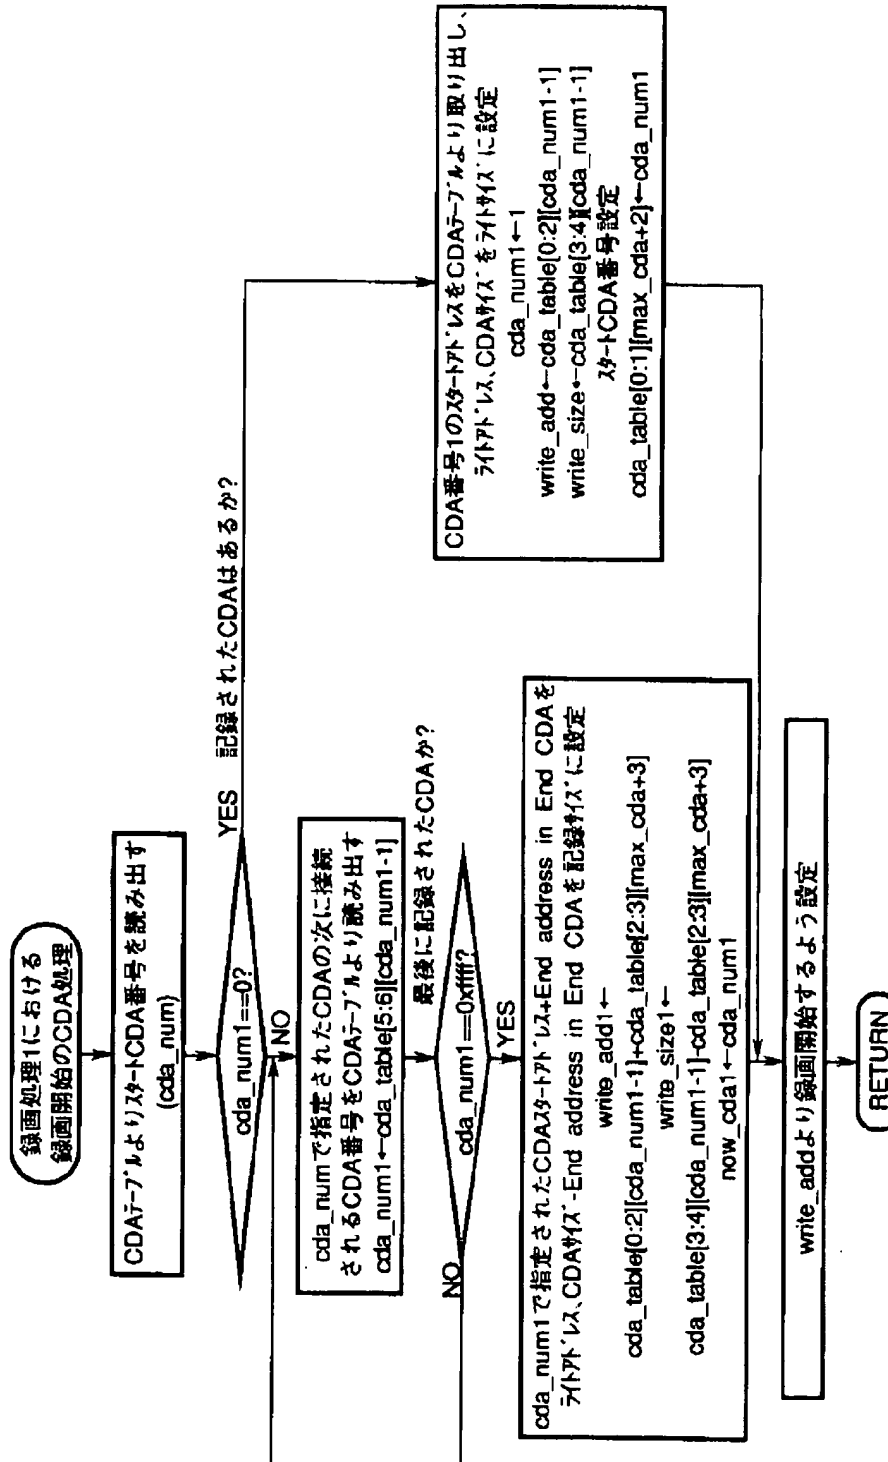 録画処理1における
録画開始のCDA処理
CDAテーブルよりスタートCDA番号を読み出す
(cda_num)
cda_num1==0?
YES
記録されたCDAはあるか?
NO
cda_numで指定されたCDAの次に接続
されるCDA番号をCDAテーブルより読み出す
cda_num1←cda_table[5:6][cda_num1-1]
最後に記録されたCDAか?
cda_num1==0xffff?
NO
YES
cda_num1で指定されたCDAスタートアドレス+End address in End CDAを
ライトアドレス、CDAサイズ-End address in End CDAを記録サイズに設定
write_add1←
cda_table[0:2][cda_num1-1]+cda_table[2:3][max_cda+3]
write_size1←
cda_table[3:4][cda_num1-1]-cda_table[2:3][max_cda+3]
now_cda1←cda_num1
CDA番号1のスタートアドレスをCDAテーブルより取り出し、
ライトアドレス、CDAサイズをライトサイズに設定
cda_num1←1
write_add←cda_table[0:2][cda_num1-1]
write_size←cda_table[3:4][cda_num1-1]
スタートCDA番号設定
cda_table[0:1][max_cda+2]←cda_num1
write_addより録画開始するよう設定
RETURN